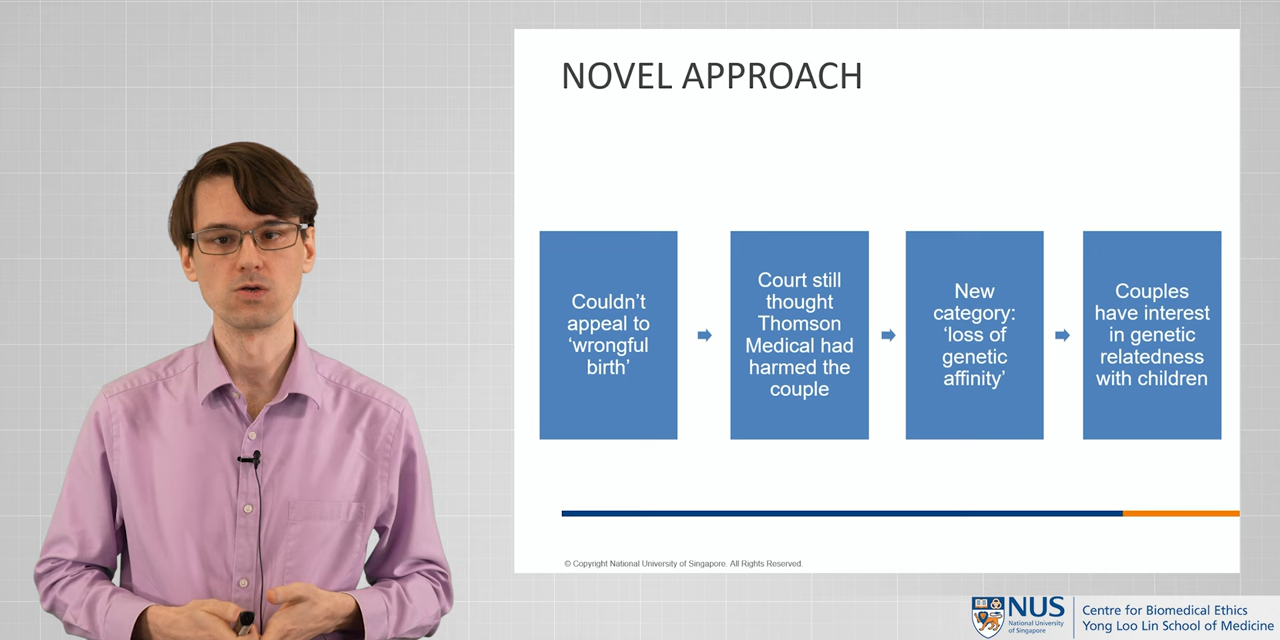 NOVEL APPROACH
Couldn’t
appeal to
‘wrongful
birth’
Court still
thought
Thomson
Medical had
harmed the
couple
New
category:
‘loss of
genetic
affinity’
Couples
have interest
in genetic
relatedness
with children
© Copyright National University of Singapore. All Rights Reserved.
NUS
National University
of Singapore
Centre for Biomedical Ethics
Yong Loo Lin School of Medicine